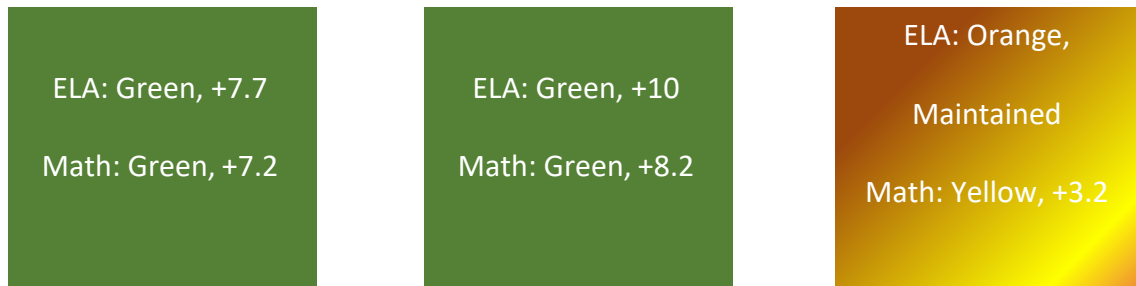 ELA: Green, +7.7
Math: Green, +7.2
ELA: Green, +10
Math: Green, +8.2
ELA: Orange,
Maintained
Math: Yellow, +3.2